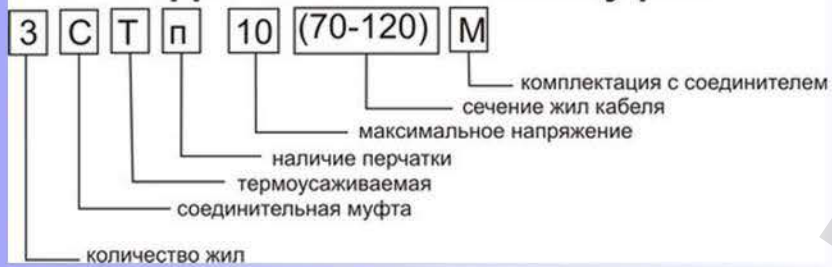 3 С Т п 10 (70-120) М
комплектация с соединителем
сечение жил кабеля
максимальное напряжение
наличие перчатки
термоусаживаемая
соединительная муфта
количество жил